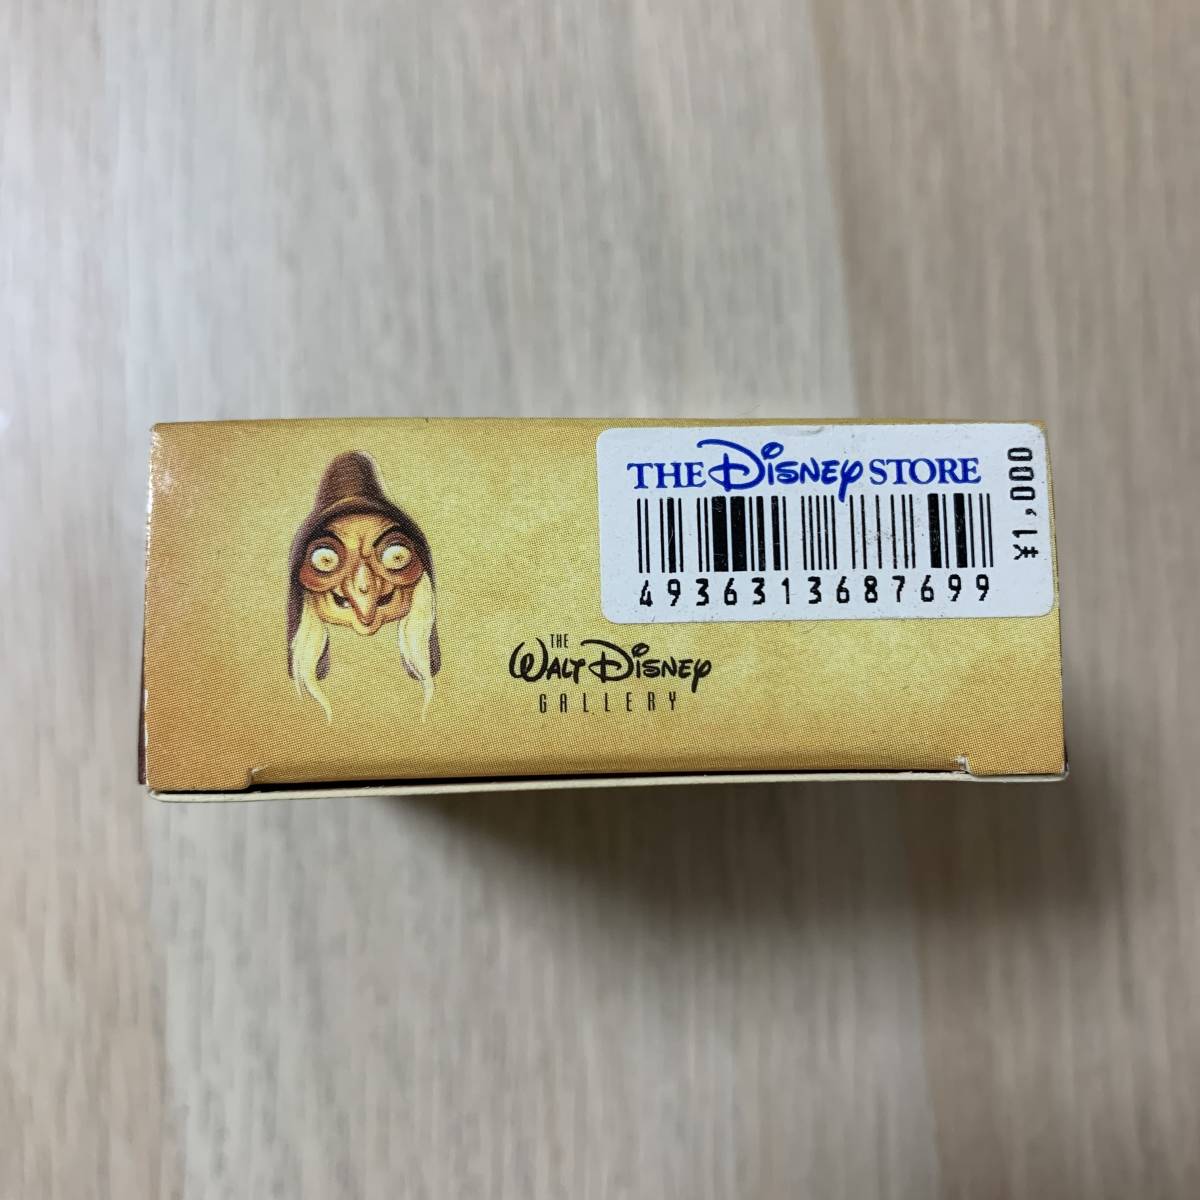 THE DISNEY STORE
¥1,000
4936313687699
THE
WALT DISNEY
GALLERY